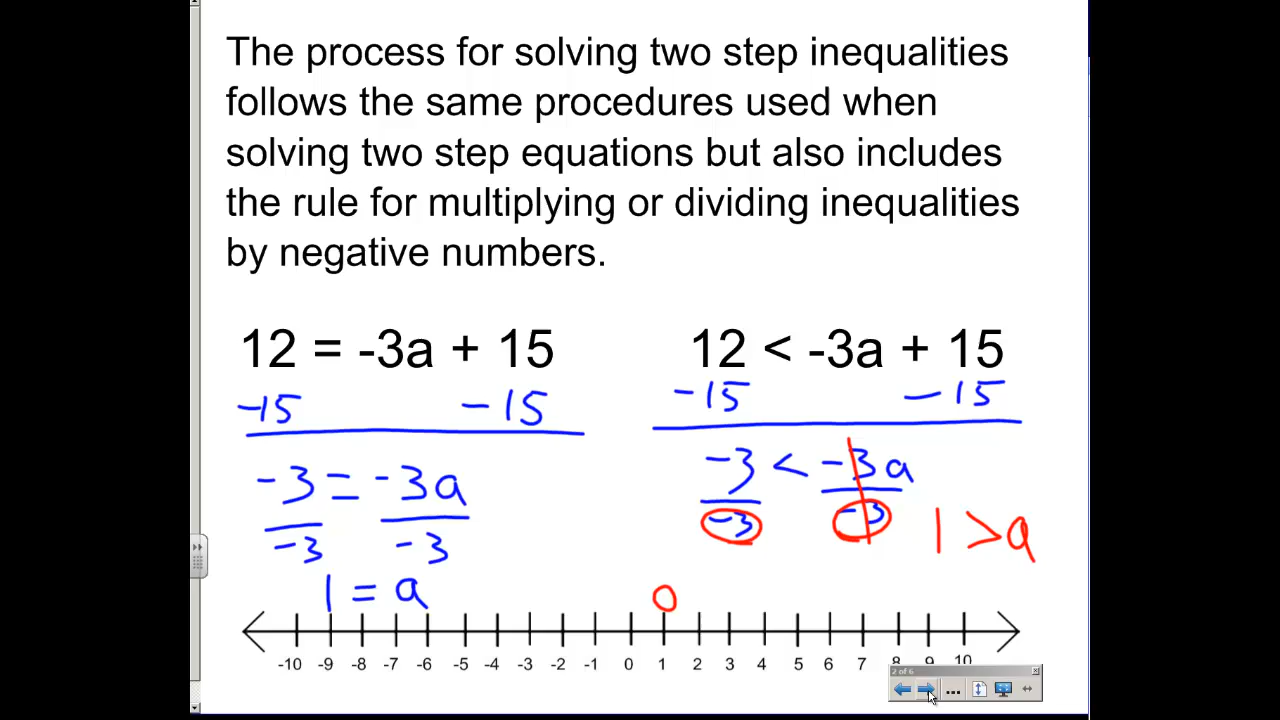 The process for solving two step inequalities
follows the same procedures used when
solving two step equations but also includes
the rule for multiplying or dividing inequalities
by negative numbers.
12 = -3a + 15
-15 -15
-3 = -3a
-3 -3
1 = a
12 < -3a + 15
-15 -15
-3 < -3a
-3 -3
1 > a
0
-10 -9 -8 -7 -6 -5 -4 -3 -2 -1 0 1 2 3 4 5 6 7 8 9 10
2 of 6
...